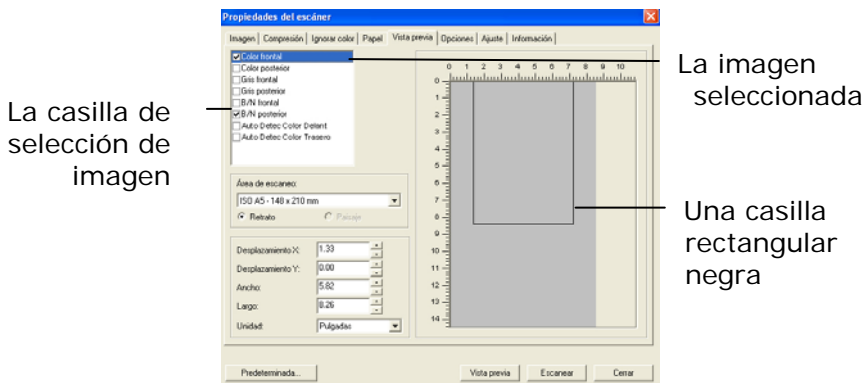 Propiedades del escáner
Imagen Compresión Ignorar color Papel Vista previa Opciones Ajuste Información
Color frontal
Color posterior
Gris frontal
Gris posterior
B/N frontal
B/N posterior
Auto Detec Color Delant
Auto Detec Color Trasero
La casilla de
selección de
imagen
Área de escaneo:
ISO A5 - 148 x 210 mm
Retrato Paisaje
Desplazamiento X: 1.33
Desplazamiento Y: 0.00
Ancho: 5.82
Largo: 8.26
Unidad: Pulgadas
0 1 2 3 4 5 6 7 8 9 10
0
1
2
3
4
5
6
7
8
9
10
11
12
13
14
La imagen
seleccionada
Una casilla
rectangular
negra
Predeterminada... Vista previa Escanear Cerrar